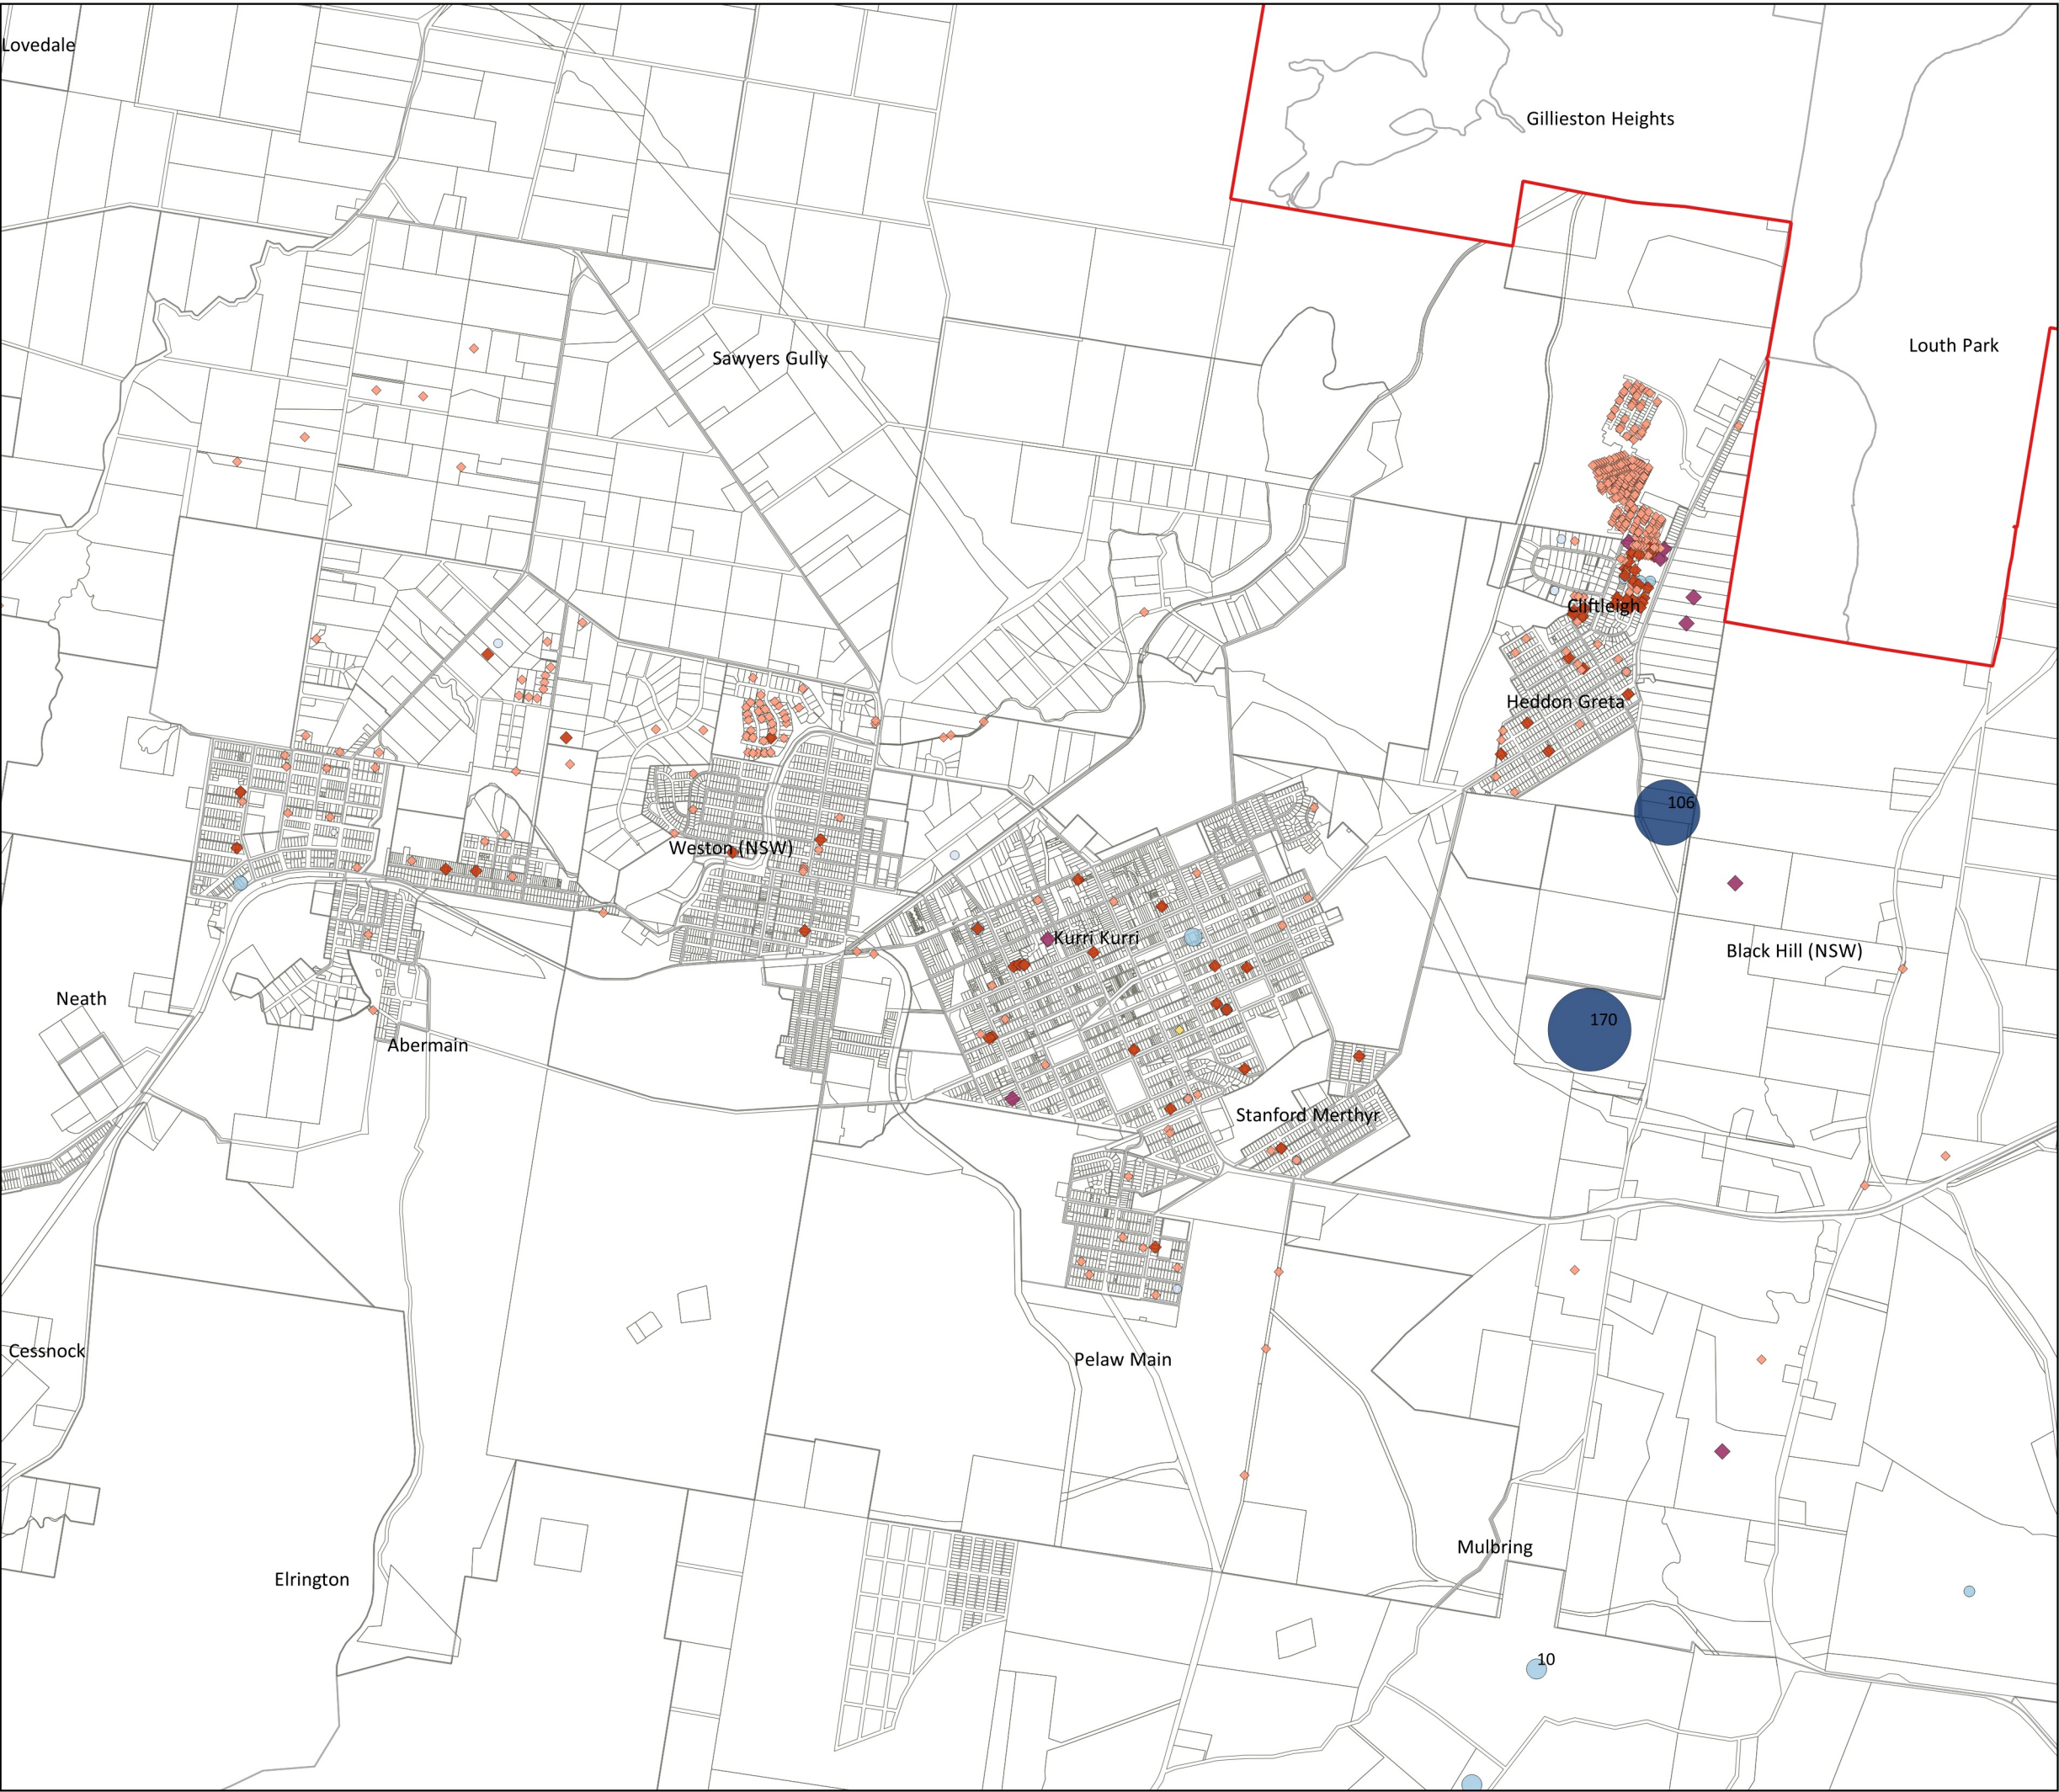 Lovedale
Gillieston Heights
Louth Park
Sawyers Gully
Cliftleigh
Heddon Greta
106
Weston (NSW)
Kurri Kurri
Black Hill (NSW)
Neath
170
Abermain
Stanford Merthyr
Cessnock
Pelaw Main
Mulbring
Elrington
10